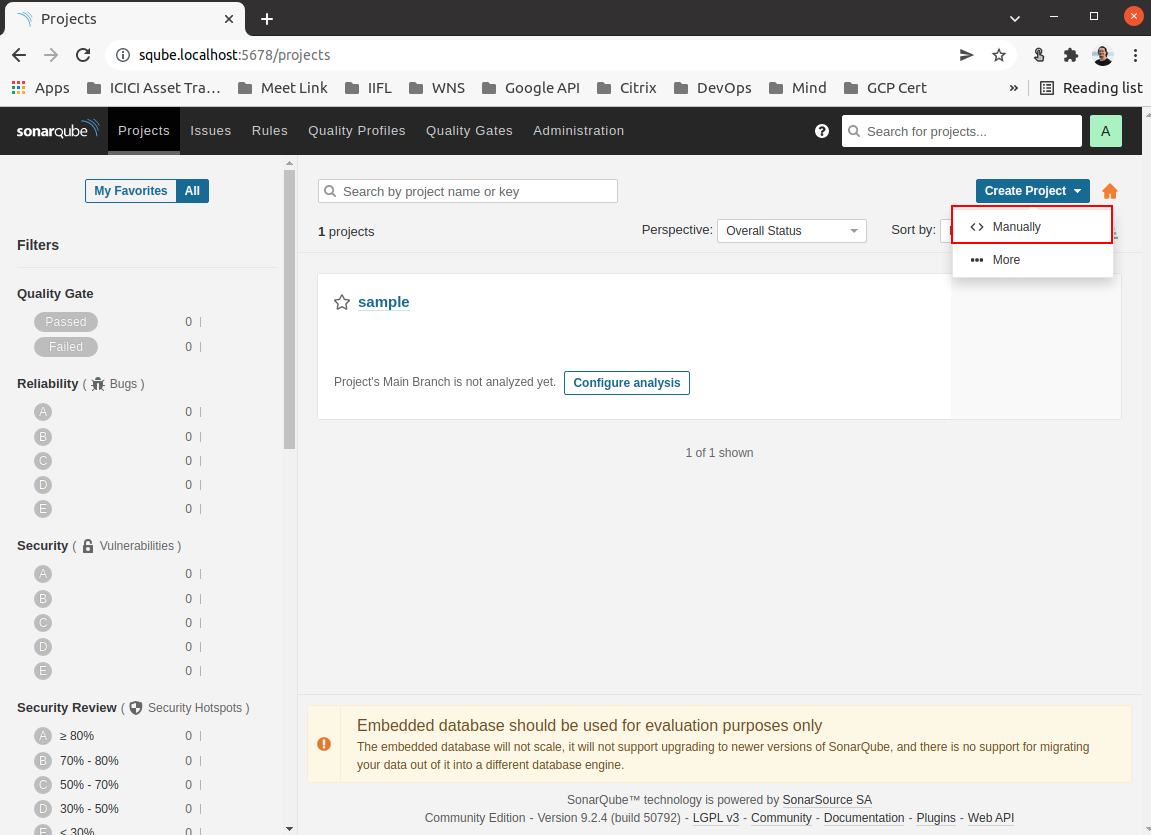 Projects
sqube.localhost:5678/projects
Apps ICICI Asset Tra… Meet Link IIFL WNS Google API Citrix DevOps Mind GCP Cert » Reading list
sonarqube Projects Issues Rules Quality Profiles Quality Gates Administration ? Search for projects... A
My Favorites All
Search by project name or key
Create Project
1 projects
Perspective: Overall Status
Sort by:
Manually
More
Filters
Quality Gate
Passed 0
Failed 0
Reliability ( Bugs )
A 0
B 0
C 0
D 0
E 0
Security ( Vulnerabilities )
A 0
B 0
C 0
D 0
E 0
Security Review ( Security Hotspots )
A ≥ 80% 0
B 70% - 80% 0
C 50% - 70% 0
D 30% - 50% 0
E < 30% 0
sample
Project's Main Branch is not analyzed yet. Configure analysis
1 of 1 shown
Embedded database should be used for evaluation purposes only
The embedded database will not scale, it will not support upgrading to newer versions of SonarQube, and there is no support for migrating
your data out of it into a different database engine.
SonarQube™ technology is powered by SonarSource SA
Community Edition - Version 9.2.4 (build 50792) - LGPL v3 - Community - Documentation - Plugins - Web API